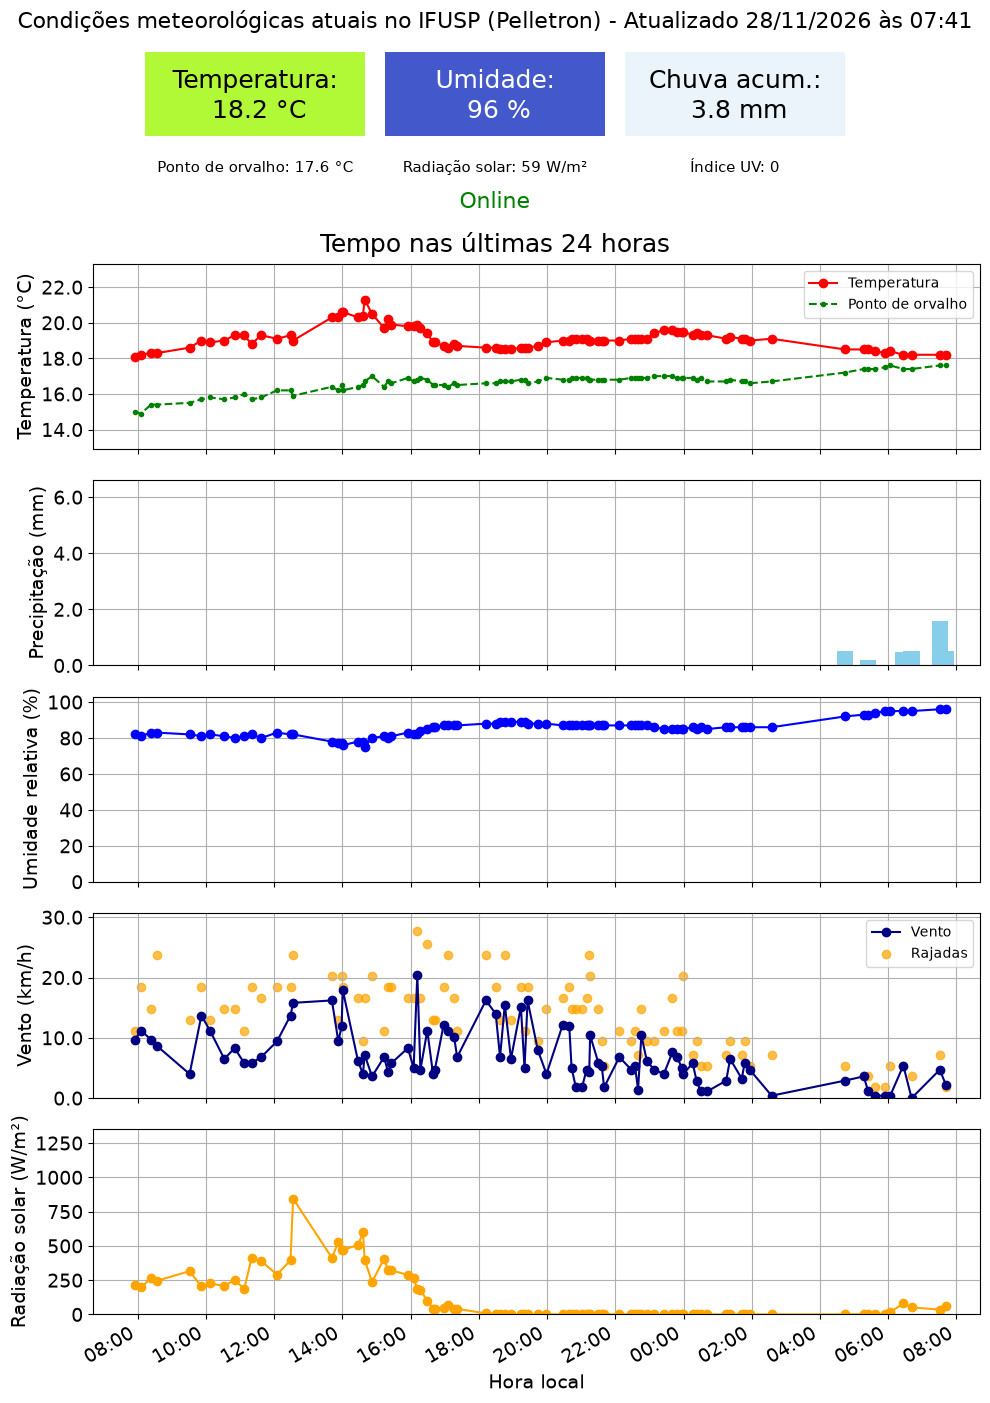 Condições meteorológicas atuais no IFUSP (Pelletron) - Atualizado 28/11/2026 às 07:41
Temperatura:
18.2 °C
Umidade:
96 %
Chuva acum.:
3.8 mm
Ponto de orvalho: 17.6 °C
Radiação solar: 59 W/m²
Índice UV: 0
Online
Tempo nas últimas 24 horas
Temperatura (°C)
22.0
20.0
18.0
16.0
14.0
Temperatura
Ponto de orvalho
Precipitação (mm)
6.0
4.0
2.0
0.0
Umidade relativa (%)
100
80
60
40
20
0
Vento (km/h)
30.0
20.0
10.0
0.0
Vento
Rajadas
Radiação solar (W/m²)
1250
1000
750
500
250
0
08:00
10:00
12:00
14:00
16:00
18:00
20:00
22:00
00:00
02:00
04:00
06:00
08:00
Hora local